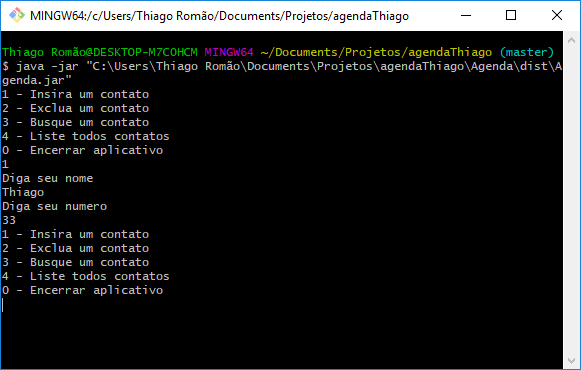 MINGW64:/c/Users/Thiago Romão/Documents/Projetos/agendaThiago
Thiago Romão@DESKTOP-M7COHCM MINGW64 ~/Documents/Projetos/agendaThiago (master)
$ java -jar "C:\Users\Thiago Romão\Documents\Projetos\agendaThiago\Agenda\dist\A
genda.jar"
1 - Insira um contato
2 - Exclua um contato
3 - Busque um contato
4 - Liste todos contatos
0 - Encerrar aplicativo
1
Diga seu nome
Thiago
Diga seu numero
33
1 - Insira um contato
2 - Exclua um contato
3 - Busque um contato
4 - Liste todos contatos
0 - Encerrar aplicativo